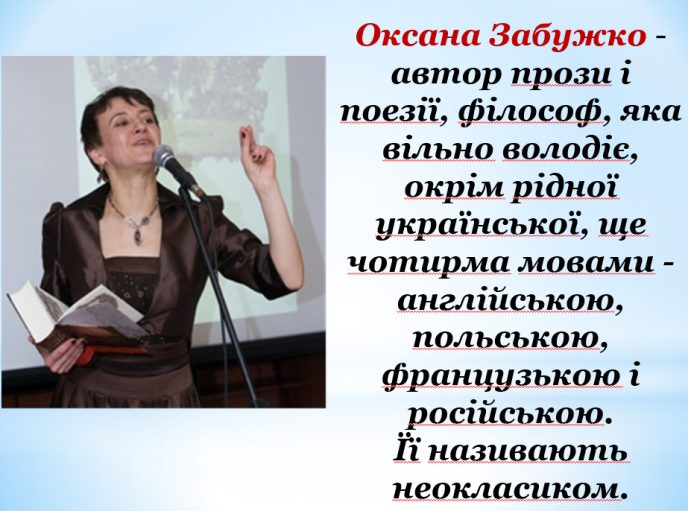 Оксана Забужко -
автор прози і
поезії, філософ, яка
вільно володіє,
окрім рідної
української, ще
чотирма мовами -
англійською,
польською,
французькою і
російською.
Її називають
неокласиком.